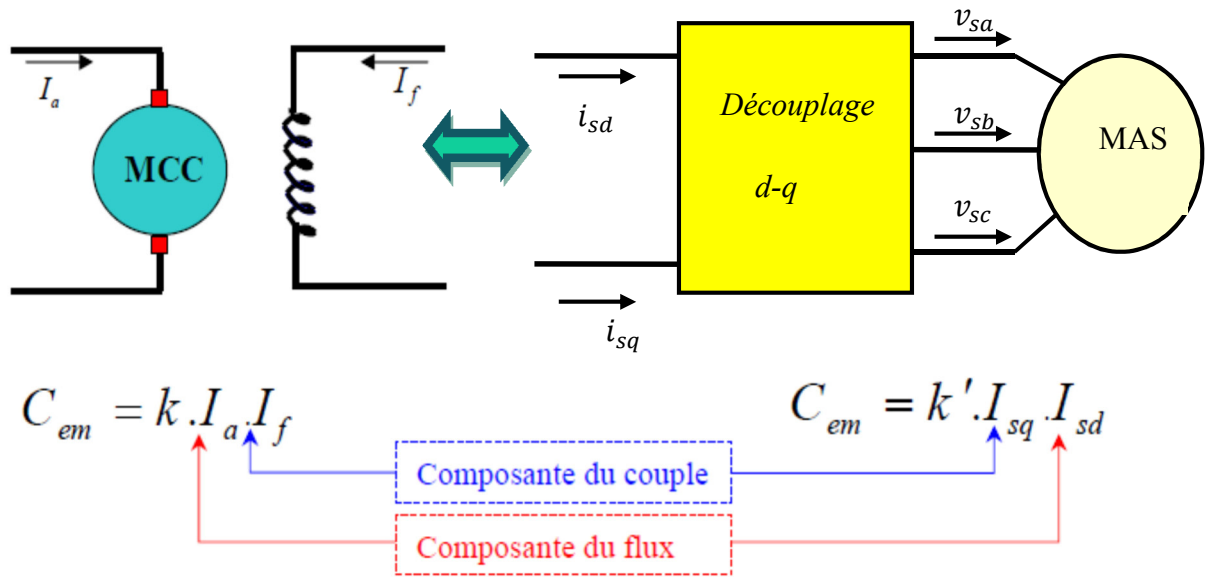 I_a
I_f
MCC
i_sd
i_sq
Découplage
d-q
v_sa
v_sb
v_sc
MAS
C_em = k.I_a.I_f
C_em = k'.I_sq.I_sd
Composante du couple
Composante du flux